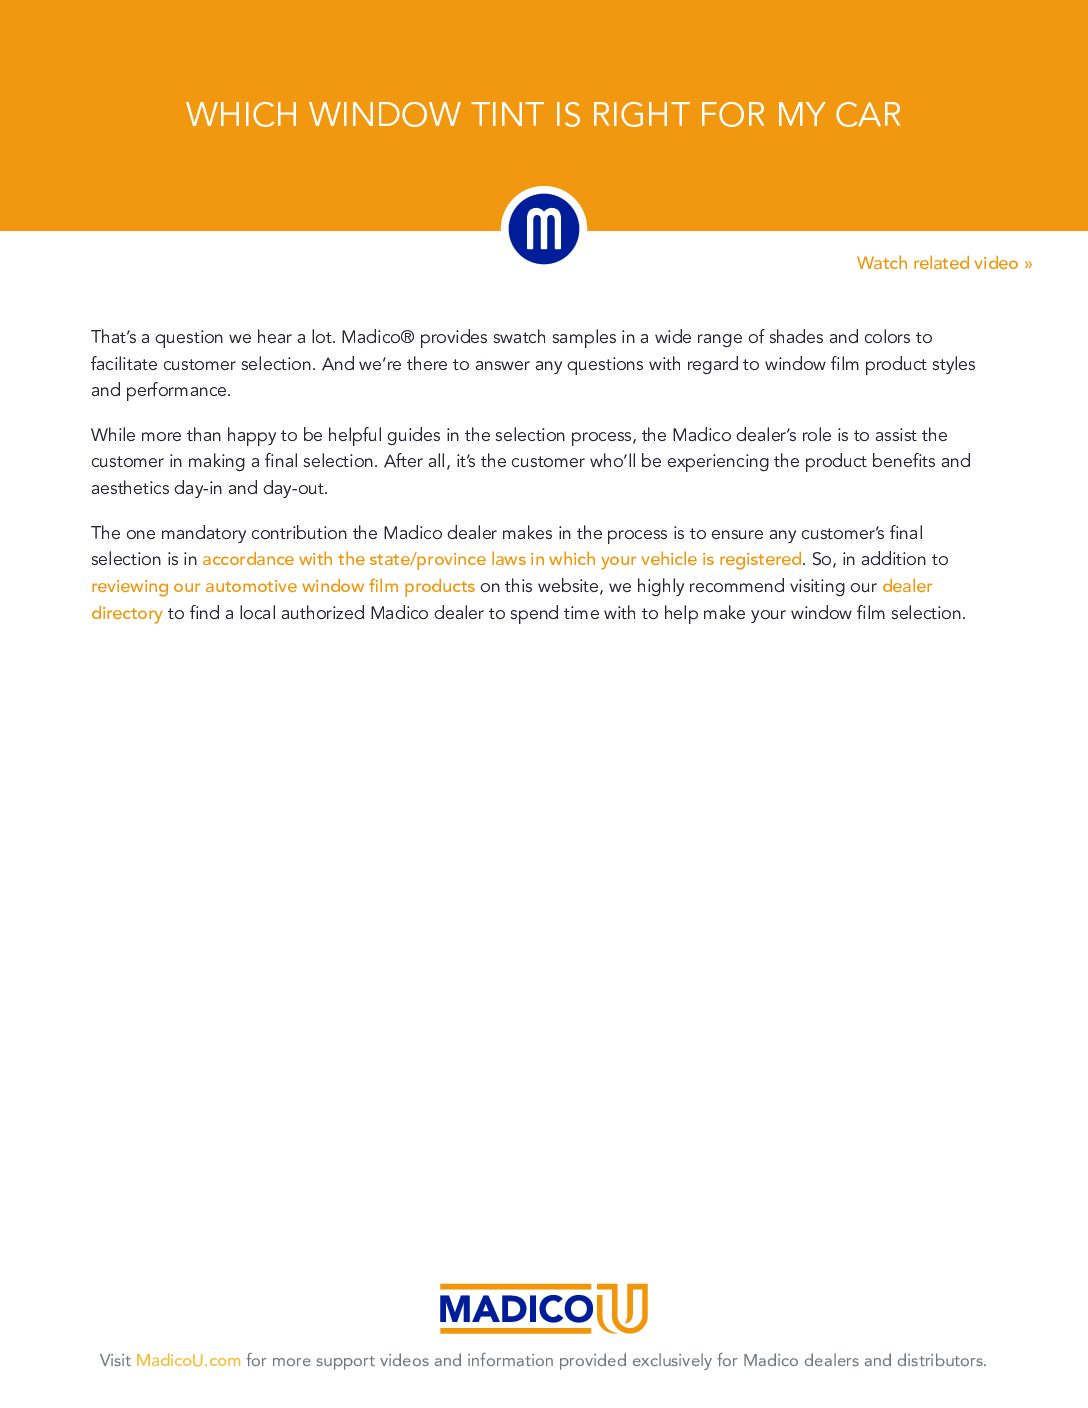 WHICH WINDOW TINT IS RIGHT FOR MY CAR
m
Watch related video »
That’s a question we hear a lot. Madico® provides swatch samples in a wide range of shades and colors to
facilitate customer selection. And we’re there to answer any questions with regard to window film product styles
and performance.
While more than happy to be helpful guides in the selection process, the Madico dealer’s role is to assist the
customer in making a final selection. After all, it’s the customer who’ll be experiencing the product benefits and
aesthetics day-in and day-out.
The one mandatory contribution the Madico dealer makes in the process is to ensure any customer’s final
selection is in accordance with the state/province laws in which your vehicle is registered. So, in addition to
reviewing our automotive window film products on this website, we highly recommend visiting our dealer
directory to find a local authorized Madico dealer to spend time with to help make your window film selection.
MADICO U
Visit MadicoU.com for more support videos and information provided exclusively for Madico dealers and distributors.